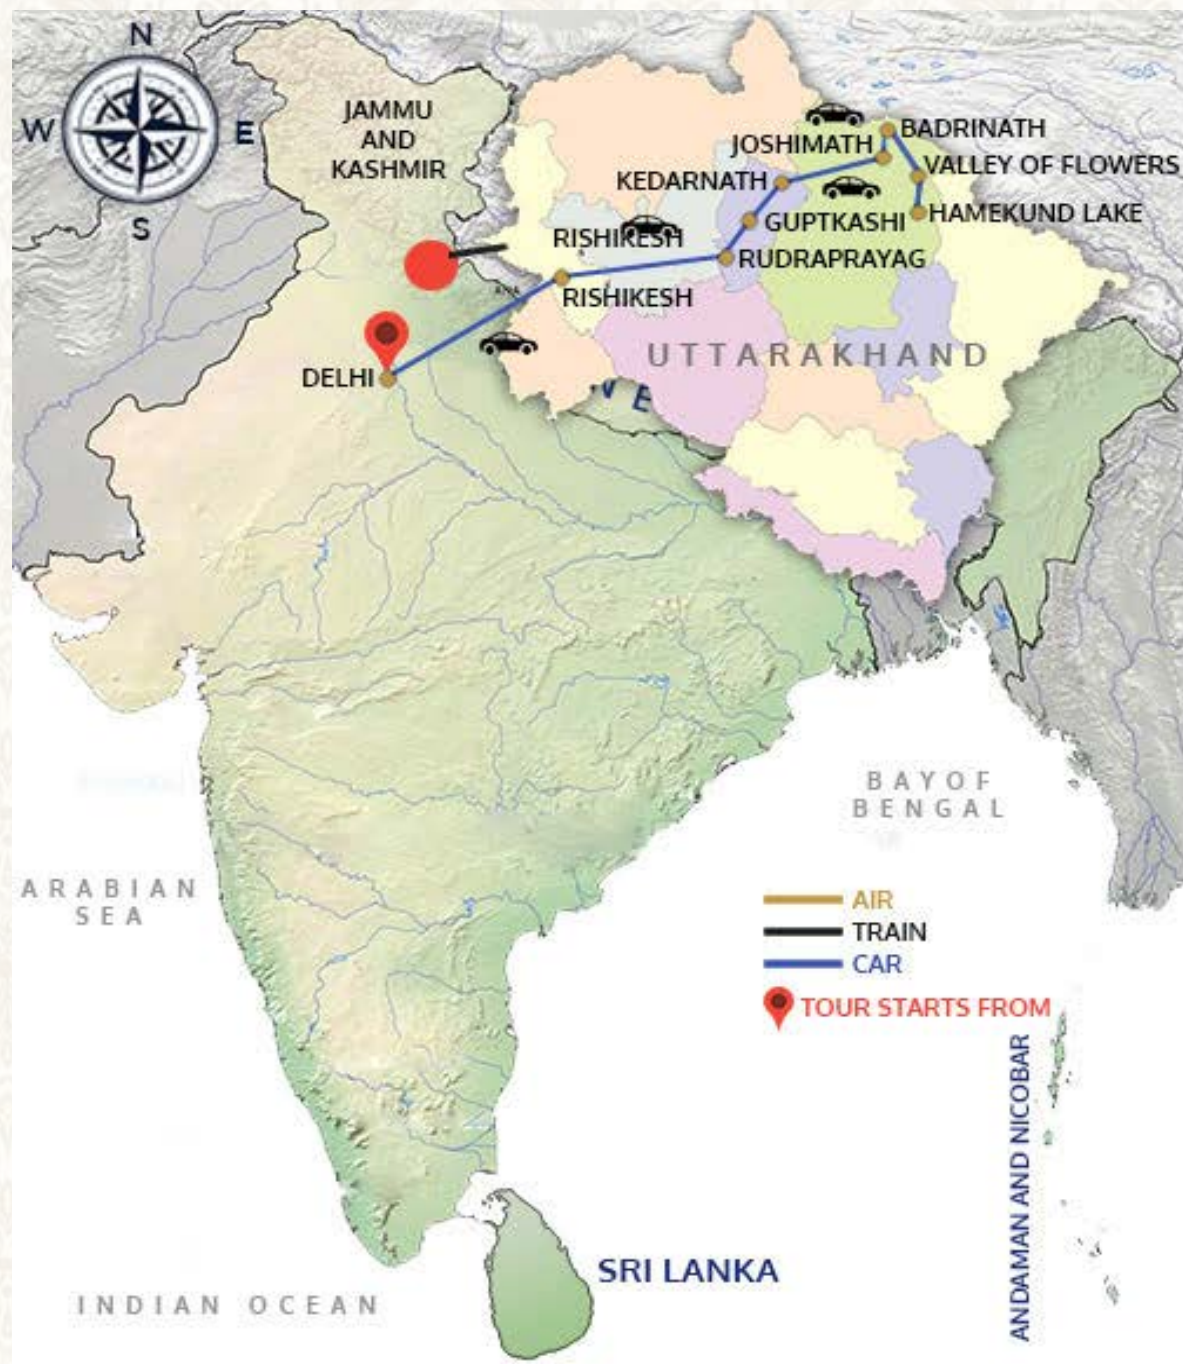 N
W
E
S
JAMMU
AND
KASHMIR
BADRINATH
JOSHIMATH
VALLEY OF FLOWERS
KEDARNATH
HAMEKUND LAKE
GUPTKASHI
RISHIKESH
RUDRAPRAYAG
RISHIKESH
UTTARAKHAND
DELHI
N E
BAY OF
BENGAL
ARABIAN
SEA
AIR
TRAIN
CAR
TOUR STARTS FROM
ANDAMAN AND NICOBAR
SRI LANKA
INDIAN OCEAN